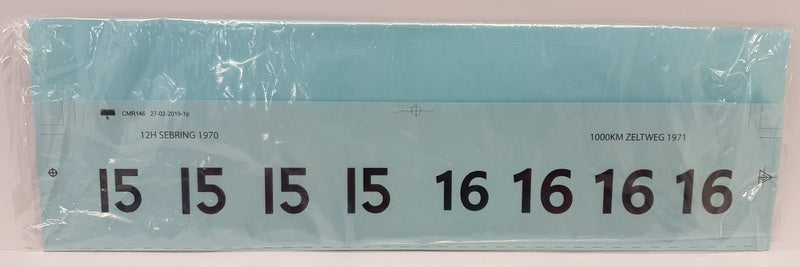 CMR146 27-02-2019-1p
12H SEBRING 1970
1000KM ZELTWEG 1971
15 15 15 15 16 16 16 16